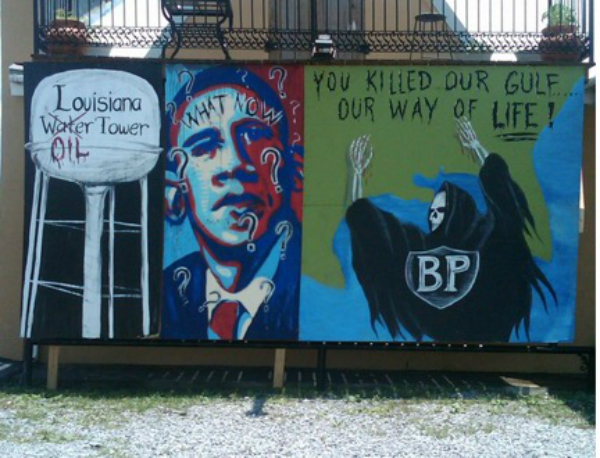 Louisiana
Water Tower
OIL
WHAT NOW
? ? ? ? ? ? ? ? ? ?
YOU KILLED OUR GULF....
OUR WAY OF LIFE!
BP